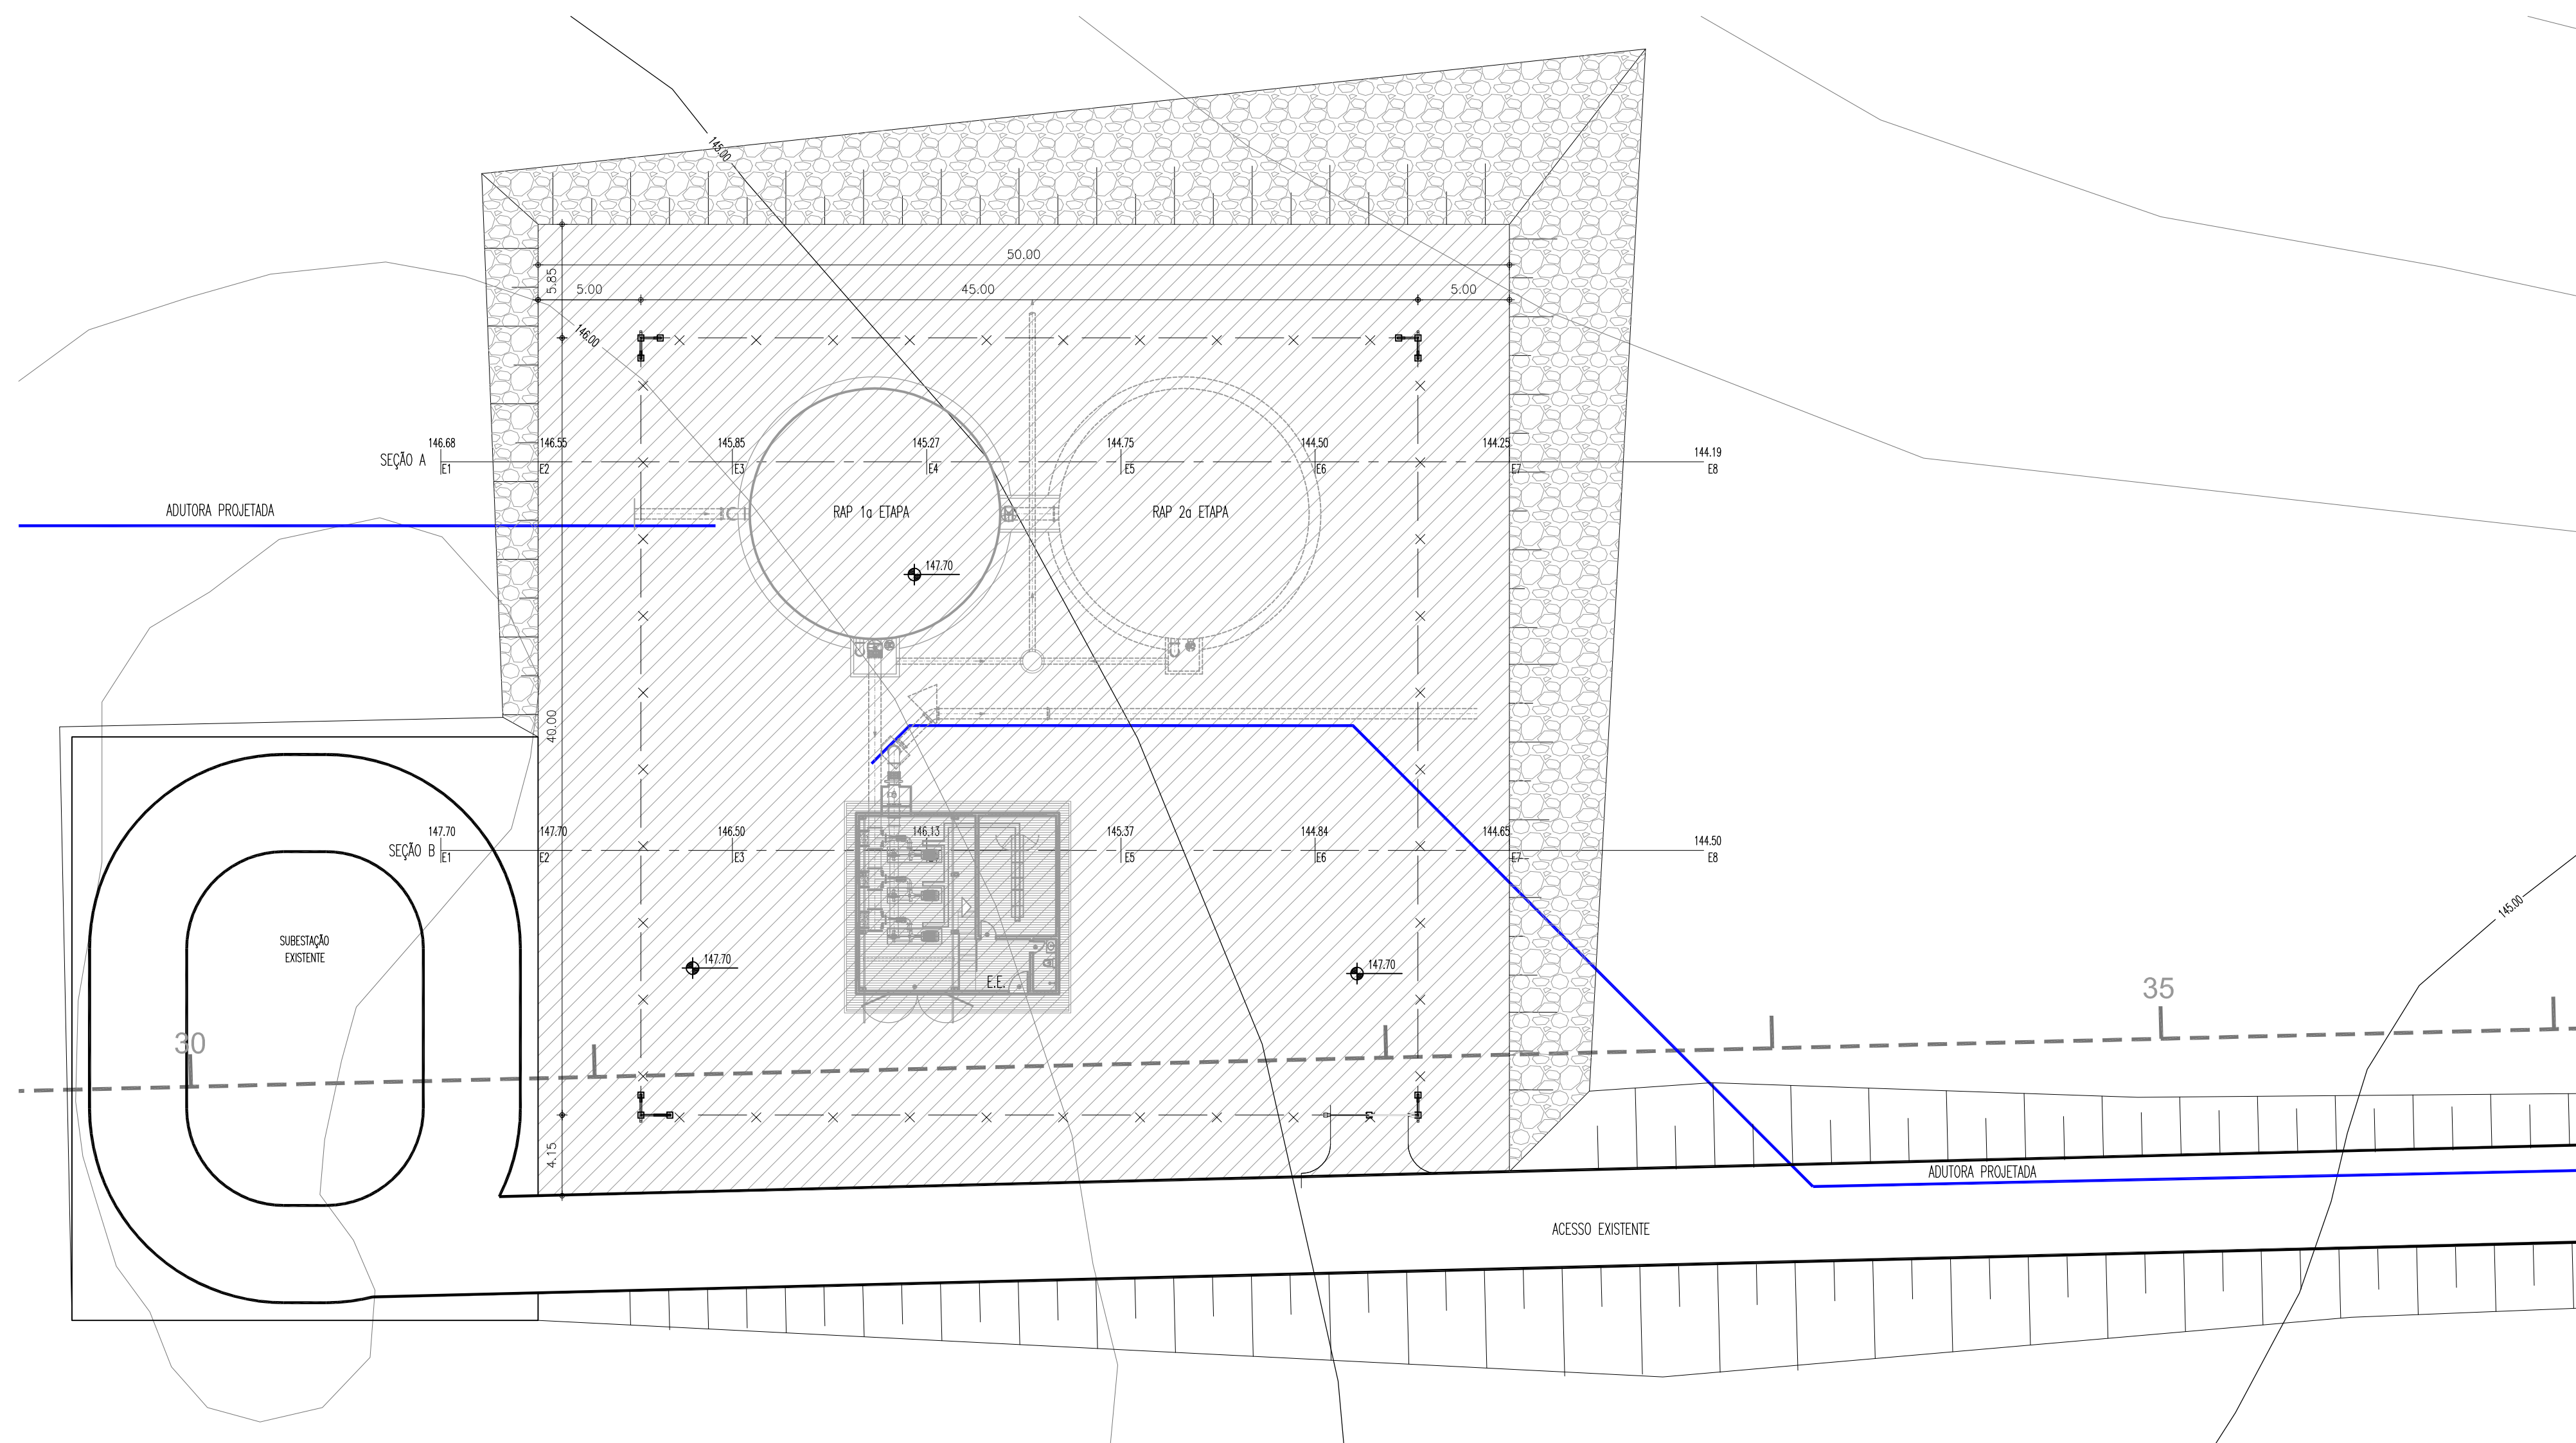 145.00
50.00
5.85
5.00
45.00
5.00
146.00
146.68
146.55
145.85
145.27
144.75
144.50
144.25
144.19
SEÇÃO A
E1
E2
E3
E4
E5
E6
E7
E8
ADUTORA PROJETADA
RAP 1a ETAPA
RAP 2a ETAPA
147.70
40.00
147.70
147.70
146.50
146.13
145.37
144.84
144.65
144.50
SEÇÃO B
E1
E2
E3
E5
E6
E7
E8
145.00
SUBESTAÇÃO
EXISTENTE
147.70
147.70
E.E.
35
30
4.15
ADUTORA PROJETADA
ACESSO EXISTENTE